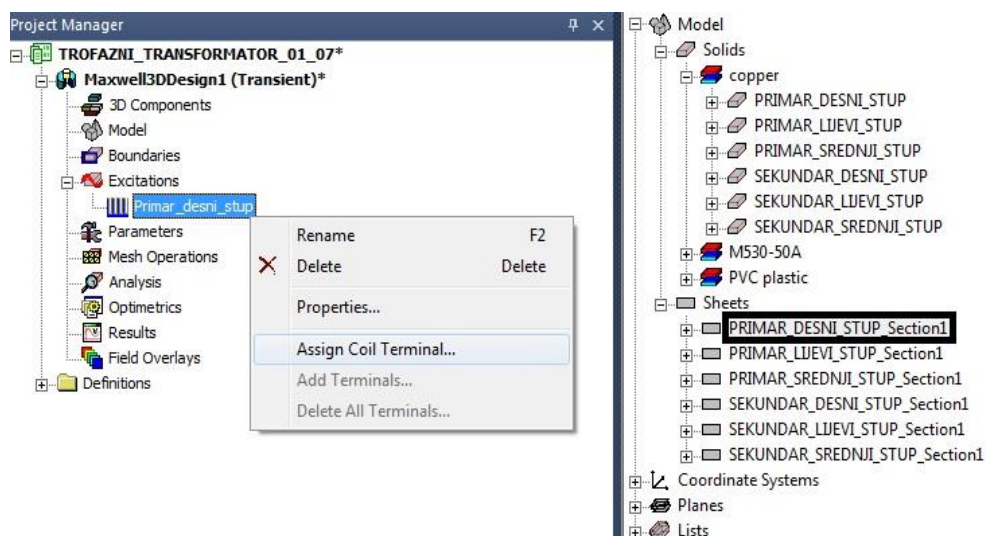 Project Manager
TROFAZNI_TRANSFORMATOR_01_07*
Maxwell3DDesign1 (Transient)*
3D Components
Model
Boundaries
Excitations
Primar_desni_stup
Parameters
Mesh Operations
Analysis
Optimetrics
Results
Field Overlays
Definitions
Rename F2
Delete Delete
Properties...
Assign Coil Terminal...
Add Terminals...
Delete All Terminals...
Model
Solids
copper
PRIMAR_DESNI_STUP
PRIMAR_LIJEVI_STUP
PRIMAR_SREDNJI_STUP
SEKUNDAR_DESNI_STUP
SEKUNDAR_LIJEVI_STUP
SEKUNDAR_SREDNJI_STUP
M530-50A
PVC plastic
Sheets
PRIMAR_DESNI_STUP_Section1
PRIMAR_LIJEVI_STUP_Section1
PRIMAR_SREDNJI_STUP_Section1
SEKUNDAR_DESNI_STUP_Section1
SEKUNDAR_LIJEVI_STUP_Section1
SEKUNDAR_SREDNJI_STUP_Section1
Coordinate Systems
Planes
Lists